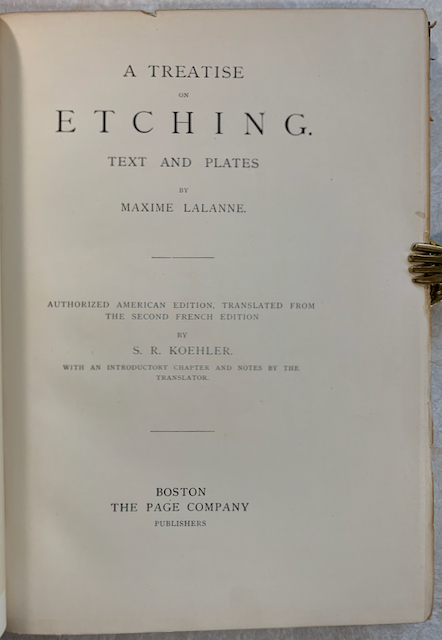 A TREATISE
ON
ETCHING.
TEXT AND PLATES
BY
MAXIME LALANNE.
AUTHORIZED AMERICAN EDITION, TRANSLATED FROM
THE SECOND FRENCH EDITION
BY
S. R. KOEHLER.
WITH AN INTRODUCTORY CHAPTER AND NOTES BY THE
TRANSLATOR.
BOSTON
THE PAGE COMPANY
PUBLISHERS